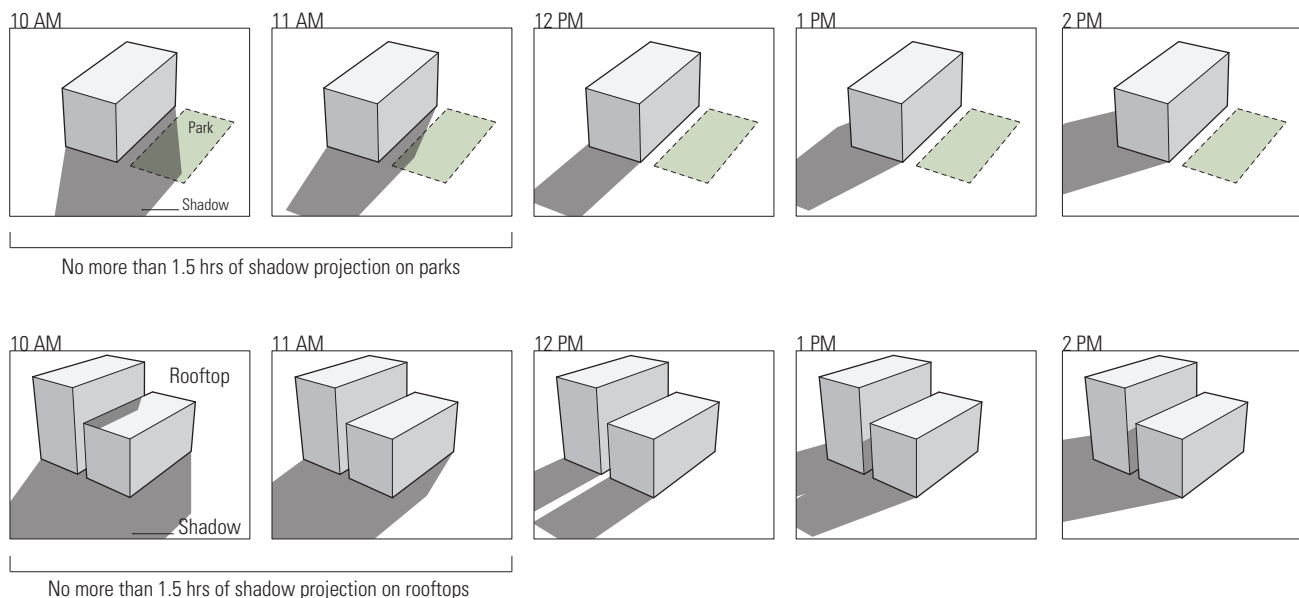 10 AM
11 AM
12 PM
1 PM
2 PM
Park
Shadow
No more than 1.5 hrs of shadow projection on parks
10 AM
11 AM
12 PM
1 PM
2 PM
Rooftop
Shadow
No more than 1.5 hrs of shadow projection on rooftops